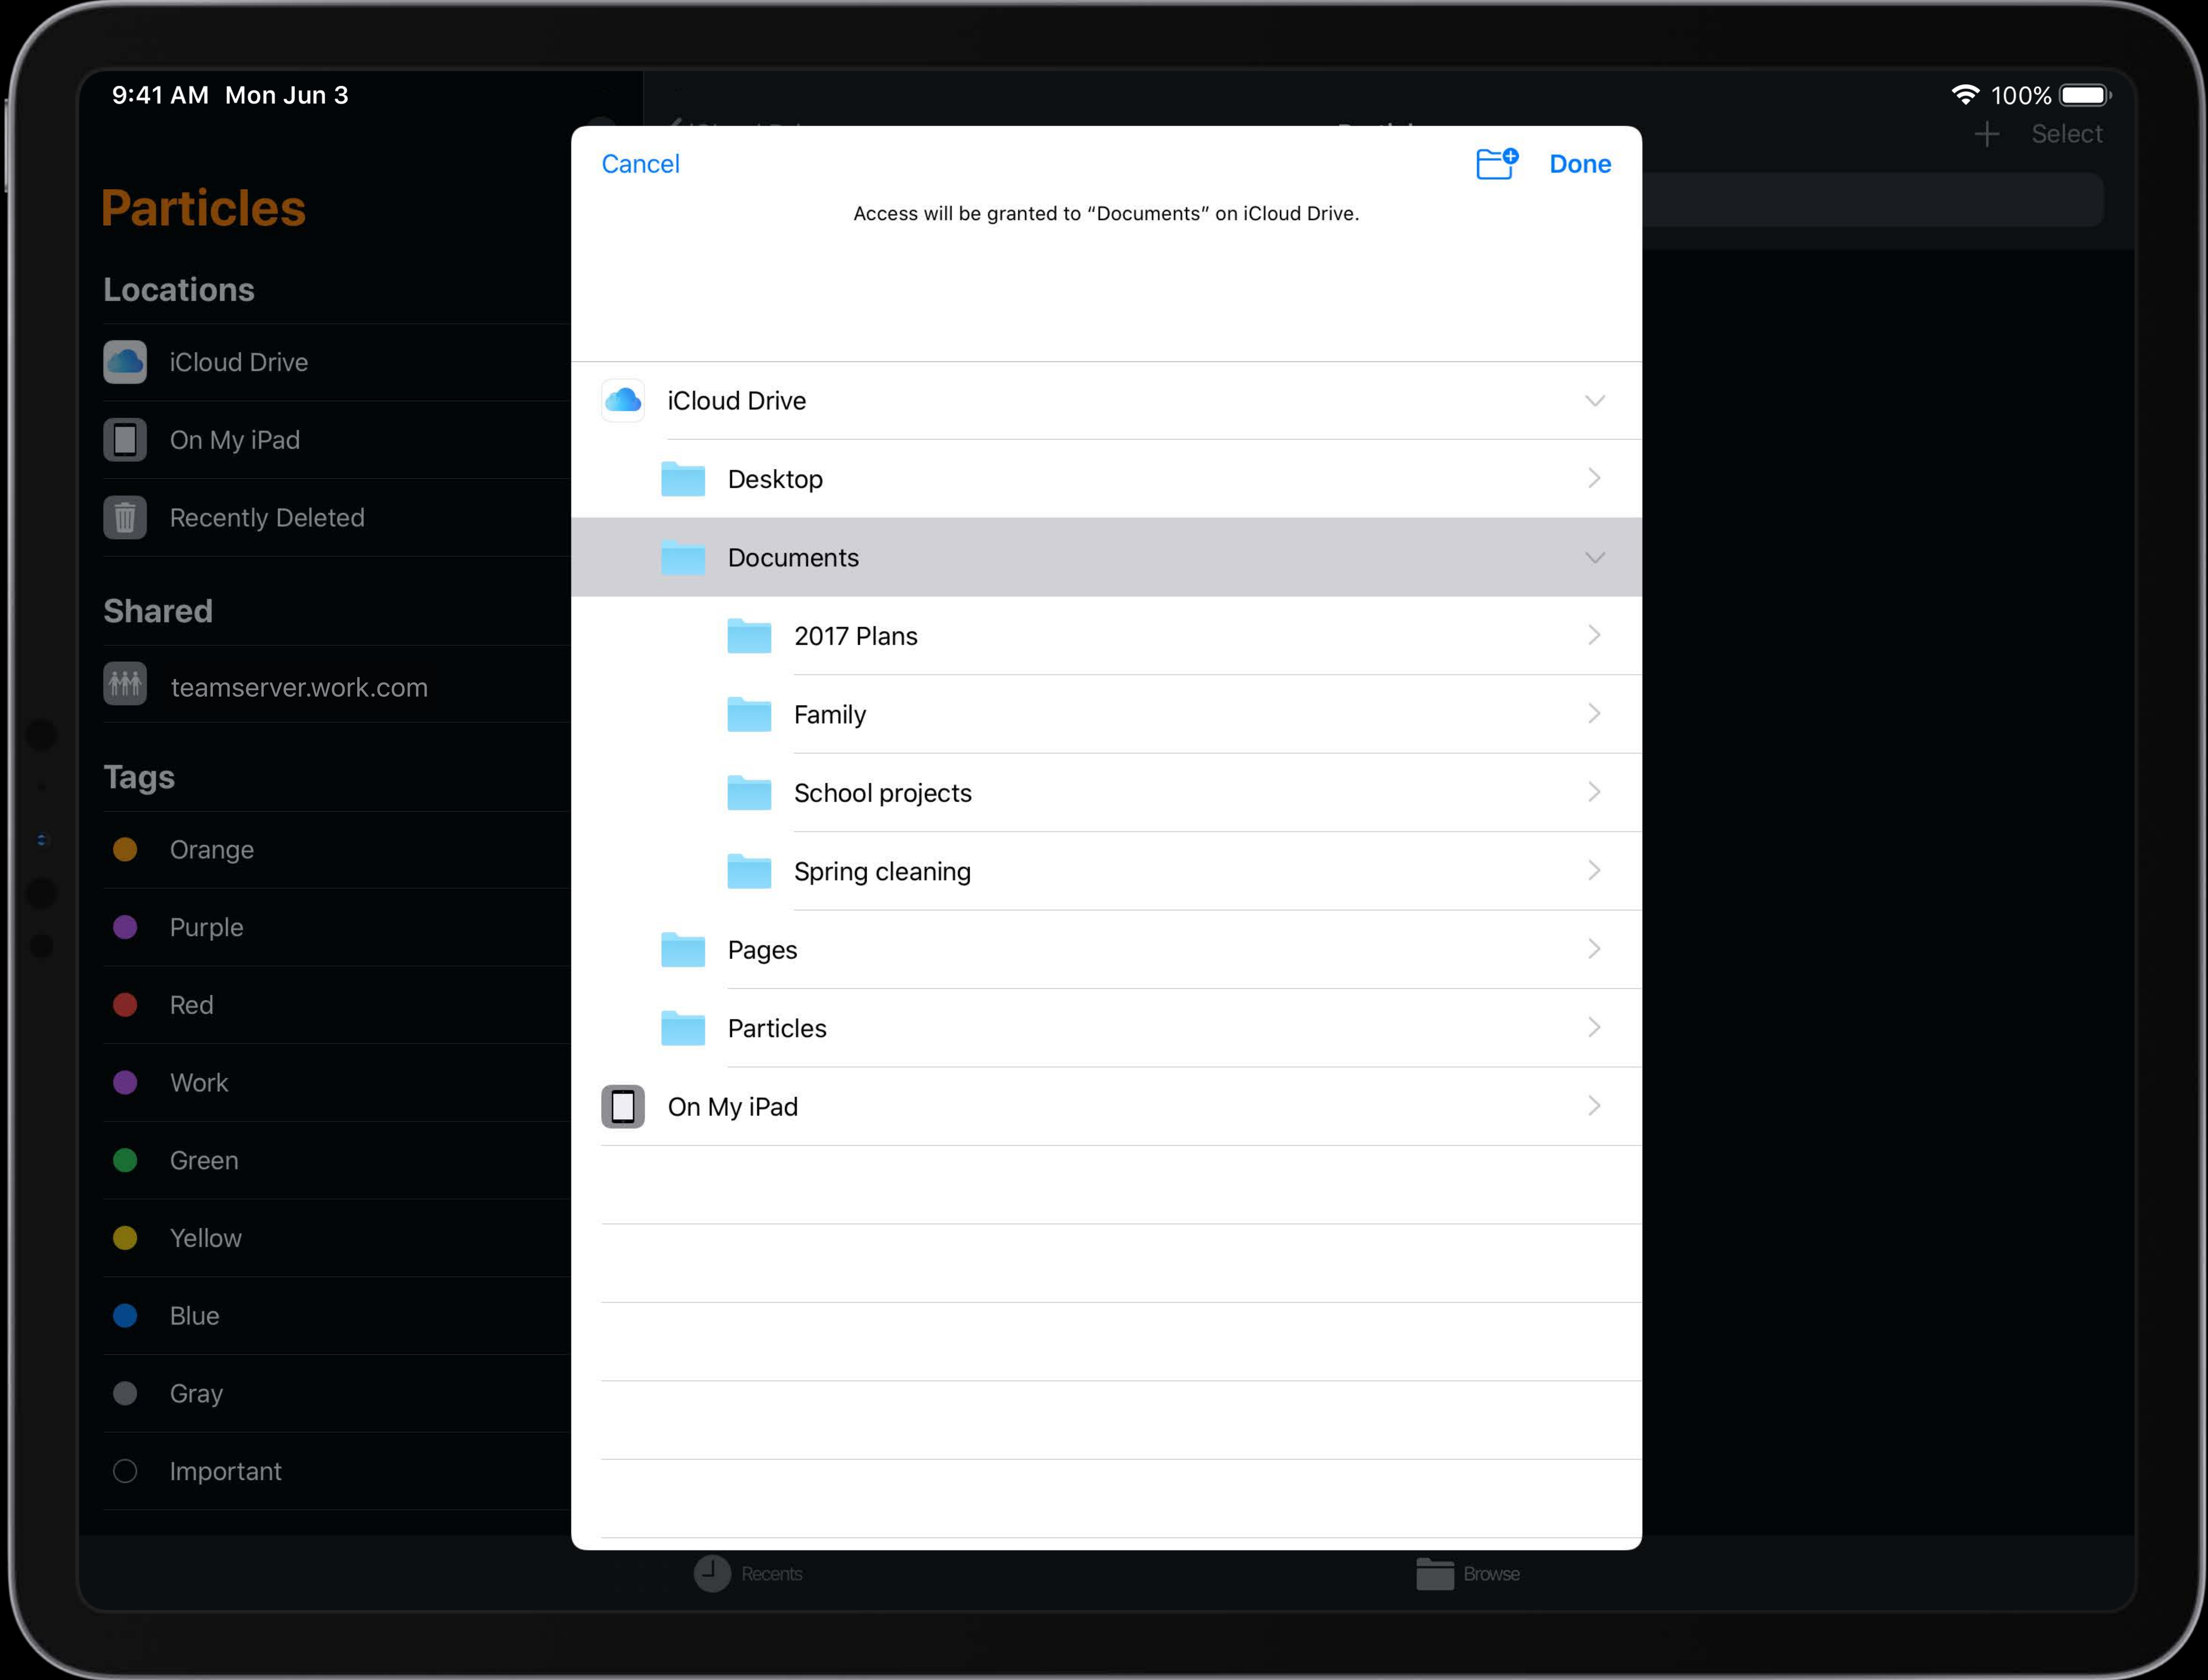 9:41 AM Mon Jun 3
100%
Select
Particles
Locations
iCloud Drive
On My iPad
Recently Deleted
Shared
teamserver.work.com
Tags
Orange
Purple
Red
Work
Green
Yellow
Blue
Gray
Important
Cancel
Done
Access will be granted to “Documents” on iCloud Drive.
iCloud Drive
Desktop
Documents
2017 Plans
Family
School projects
Spring cleaning
Pages
Particles
On My iPad
Recents
Browse